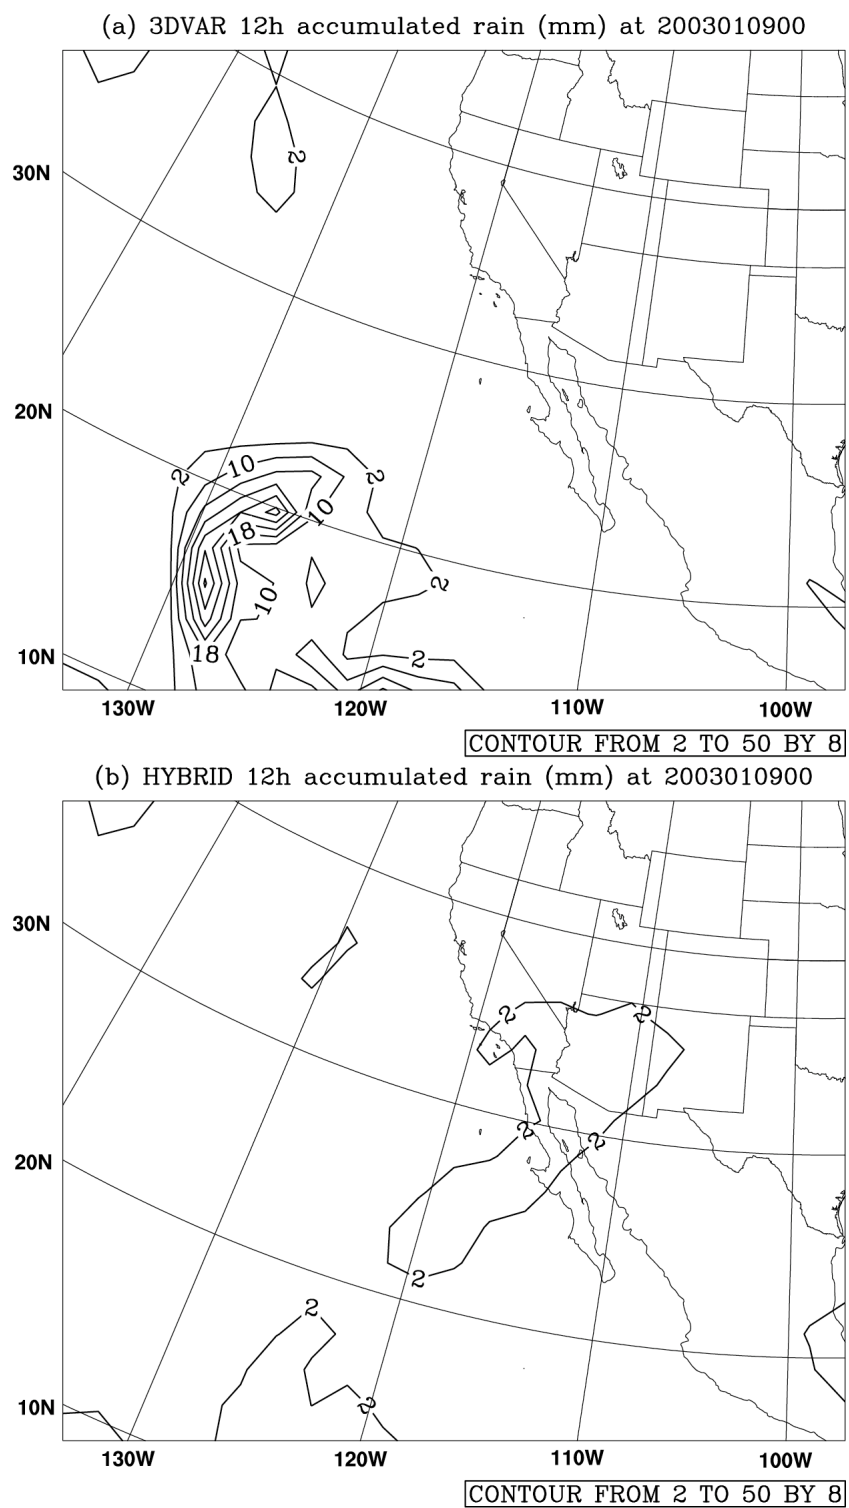 (a) 3DVAR 12h accumulated rain (mm) at 2003010900
2
30N
20N
2
10
2
10
18
2
10
18
2
10N
130W
120W
110W
100W
CONTOUR FROM 2 TO 50 BY 8
(b) HYBRID 12h accumulated rain (mm) at 2003010900
30N
2
2
2
2
20N
2
2
2
10N
130W
120W
110W
100W
CONTOUR FROM 2 TO 50 BY 8